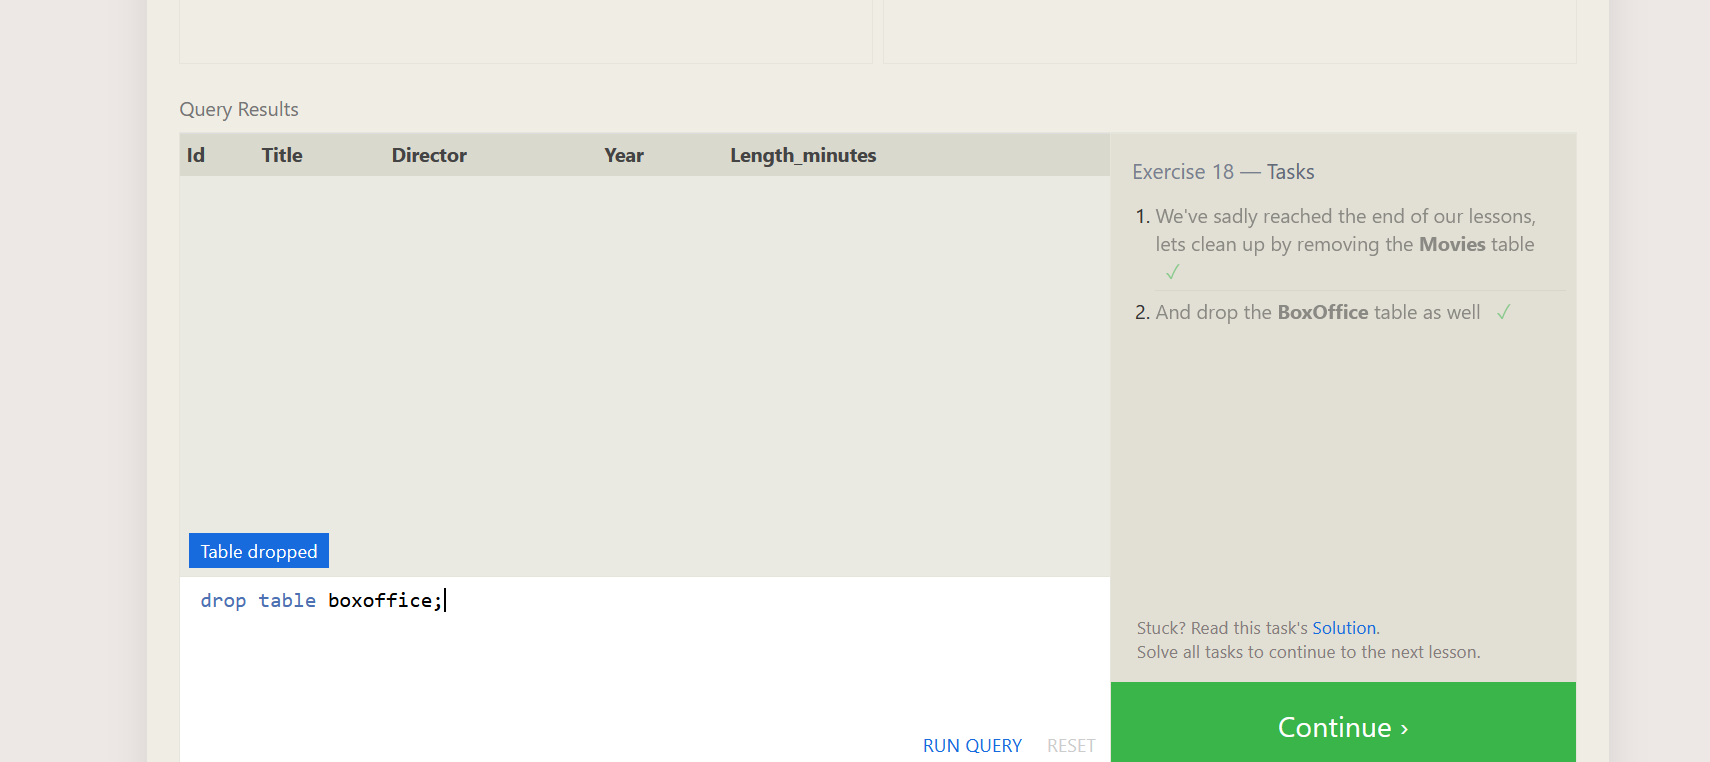 Query Results
Id Title Director Year Length_minutes
Table dropped
drop table boxoffice;
RUN QUERY RESET
Exercise 18 — Tasks
1. We've sadly reached the end of our lessons,
lets clean up by removing the Movies table
✓
2. And drop the BoxOffice table as well ✓
Stuck? Read this task's Solution.
Solve all tasks to continue to the next lesson.
Continue ›